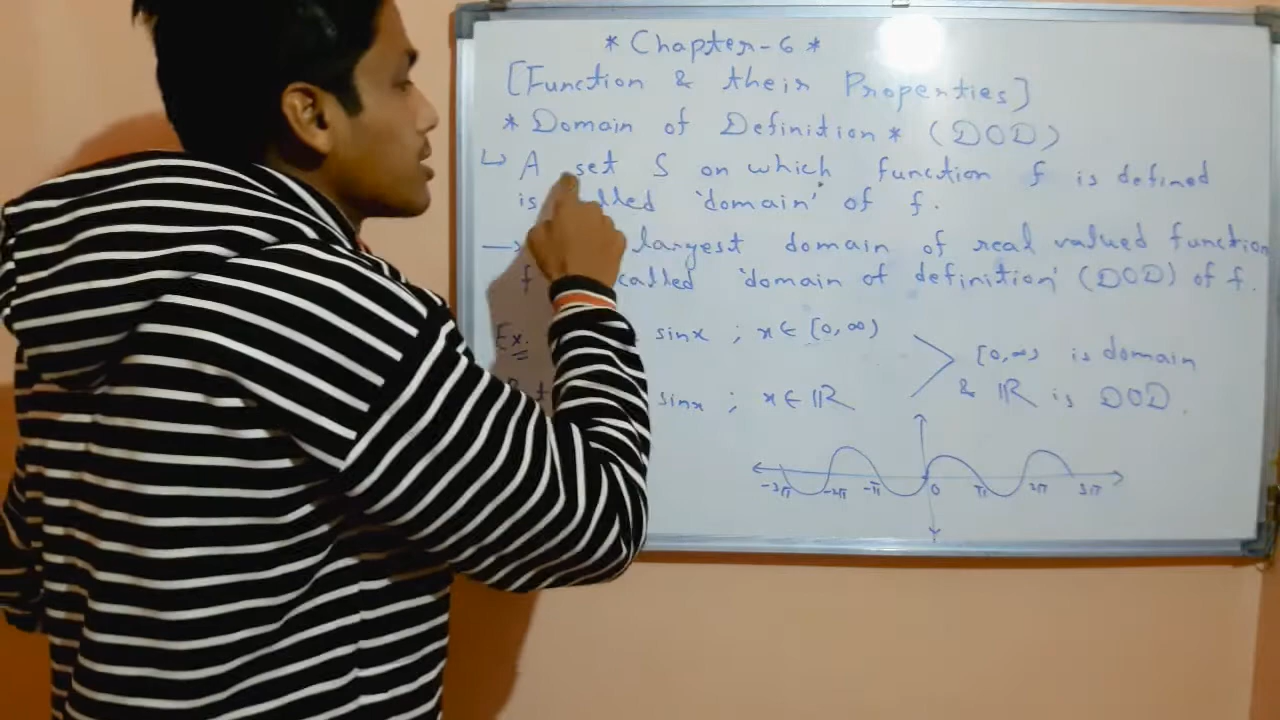 * Chapter-6 *
[Function & their Properties]
* Domain of Definition * (DOD)
↳ A set S on which function f is defined
is called 'domain' of f.
→ largest domain of real valued function
f called 'domain of definition' (DOD) of f.
Ex. sinx ; x∈ [0,∞)
[0,∞) is domain
sinx ; x∈ ℝ
& ℝ is DOD.
-3π -2π -π 0 π 2π 3π